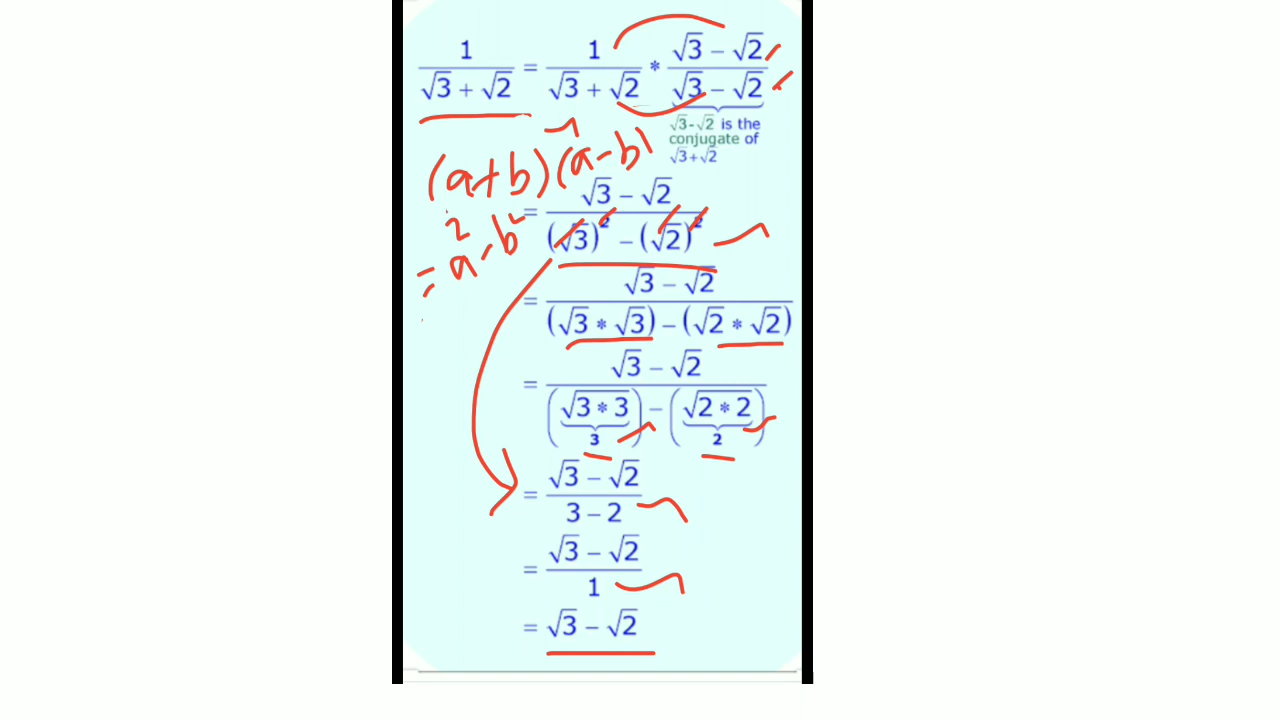 1/(√3 + √2) = 1/(√3 + √2) * (√3 − √2)/(√3 − √2)
√3-√2 is the
conjugate of
√3+√2
(a+b)(a-b)
= a² - b²
= (√3 − √2)/((√3)² − (√2)²)
= (√3 − √2)/((√3 * √3) − (√2 * √2))
= (√3 − √2)/((√(3 * 3)) − (√(2 * 2)))
3 2
= (√3 − √2)/(3 − 2)
= (√3 − √2)/1
= √3 − √2